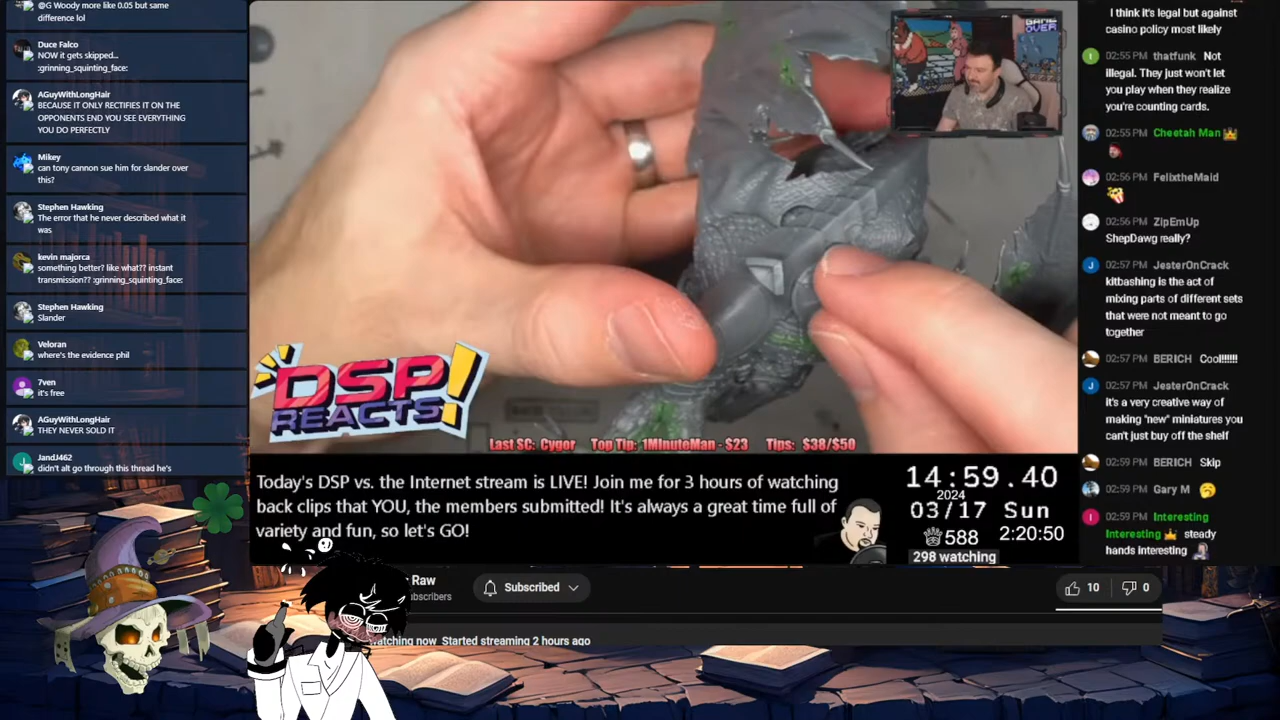 @G Woody more like 0.05 but same
difference lol
Duce Falco
NOW it gets skipped...
:grinning_squinting_face:
AGuyWithLongHair
BECAUSE IT ONLY RECTIFIES IT ON THE
OPPONENTS END YOU SEE EVERYTHING
YOU DO PERFECTLY
Mikey
can tony cannon sue him for slander over
this?
Stephen Hawking
The error that he never described what it
was
kevin majorca
something better? like what?? instant
transmission?? :grinning_squinting_face:
Stephen Hawking
Slander
Veloran
where's the evidence phil
7ven
it's free
AGuyWithLongHair
THEY NEVER SOLD IT
JandJ462
didn't alt go through this thread he's
GAME
OVER
DSP
REACTS!
Last SC: Cygor Top Tip: 1MinuteMan - $23 Tips: $38/$50
Today's DSP vs. the Internet stream is LIVE! Join me for 3 hours of watching
back clips that YOU, the members submitted! It's always a great time full of
variety and fun, so let's GO!
14:59.40
2024
03/17 Sun
588 2:20:50
298 watching
Raw
Subscribed
10
0
watching now Started streaming 2 hours ago
I think it's legal but against
casino policy most likely
02:55 PM thatfunk Not
illegal. They just won't let
you play when they realize
you're counting cards.
02:55 PM Cheetah Man
02:56 PM FelixtheMaid
02:56 PM ZipEmUp
ShepDawg really?
02:57 PM JesterOnCrack
kitbashing is the act of
mixing parts of different sets
that were not meant to go
together
02:57 PM BERICH Cool!!!!!!
02:57 PM JesterOnCrack
it's a very creative way of
making "new" miniatures you
can't just buy off the shelf
02:59 PM BERICH Skip
02:59 PM Gary M
02:59 PM Interesting
Interesting steady
hands interesting